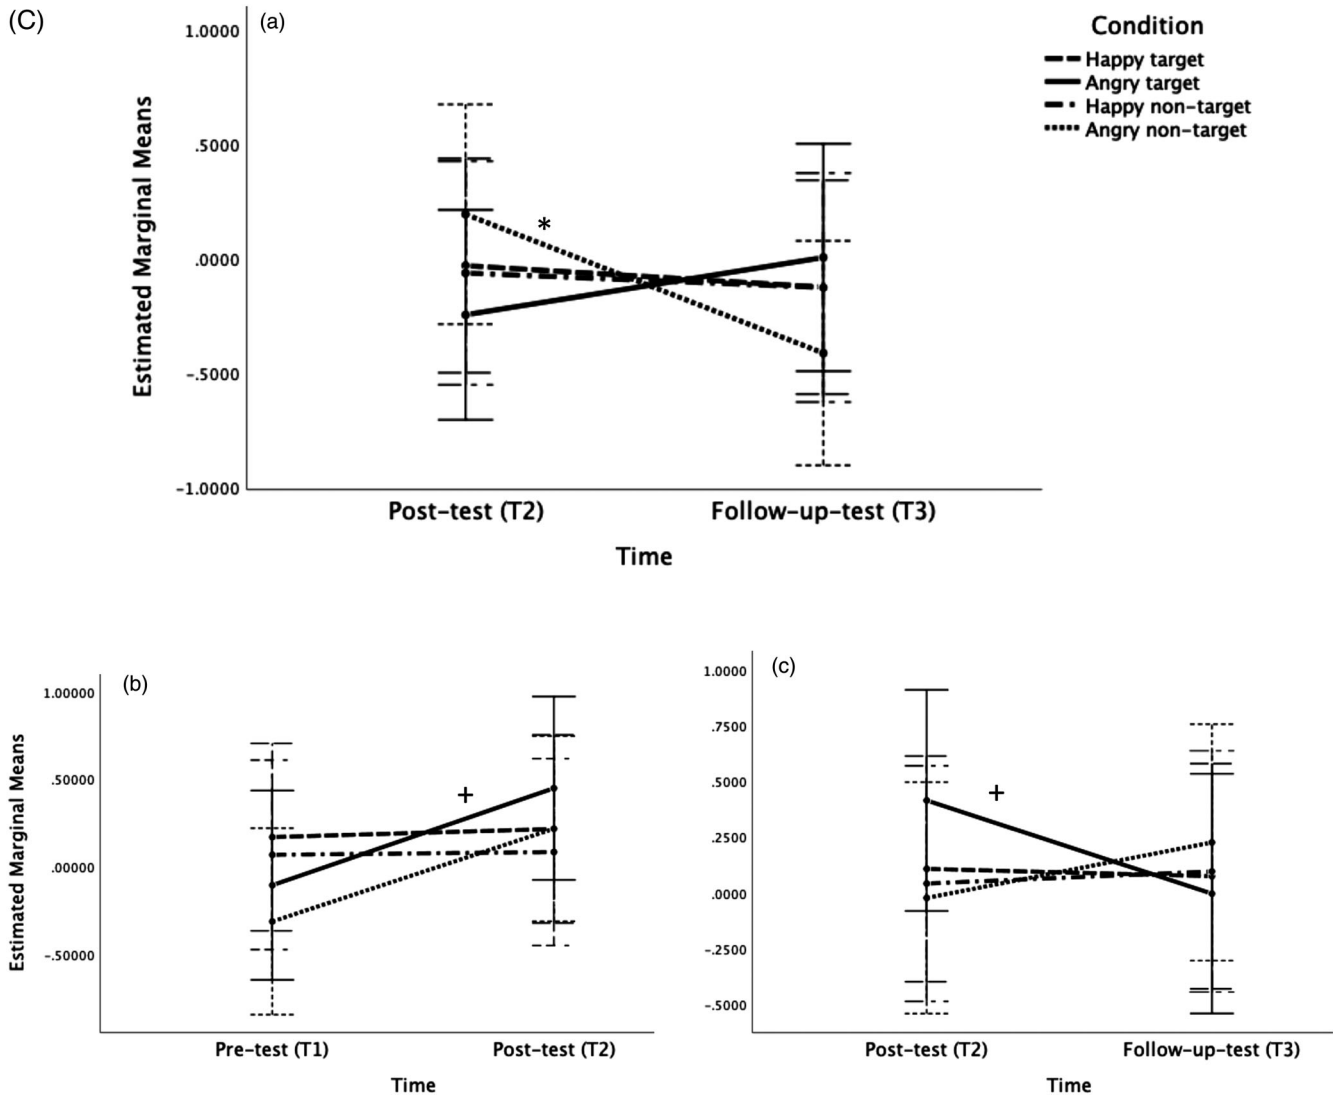 (C)
(a)
Condition
Happy target
Angry target
Happy non-target
Angry non-target
1.0000
.5000
.0000
-.5000
-1.0000
Estimated Marginal Means
*
Post-test (T2)
Follow-up-test (T3)
Time
(b)
1.00000
.50000
.00000
-.50000
Estimated Marginal Means
+
Pre-test (T1)
Post-test (T2)
Time
(c)
1.0000
.7500
.5000
.2500
.0000
-.2500
-.5000
+
Post-test (T2)
Follow-up-test (T3)
Time